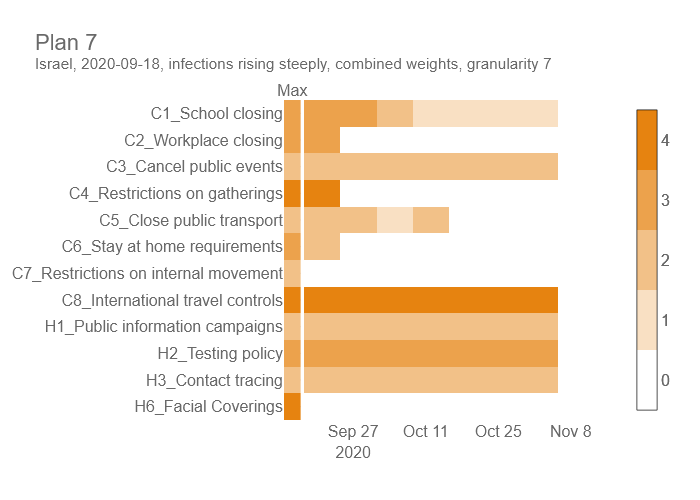 Plan 7
Israel, 2020-09-18, infections rising steeply, combined weights, granularity 7
Max
C1_School closing
C2_Workplace closing
C3_Cancel public events
C4_Restrictions on gatherings
C5_Close public transport
C6_Stay at home requirements
C7_Restrictions on internal movement
C8_International travel controls
H1_Public information campaigns
H2_Testing policy
H3_Contact tracing
H6_Facial Coverings
Sep 27 Oct 11 Oct 25 Nov 8
2020
4
3
2
1
0